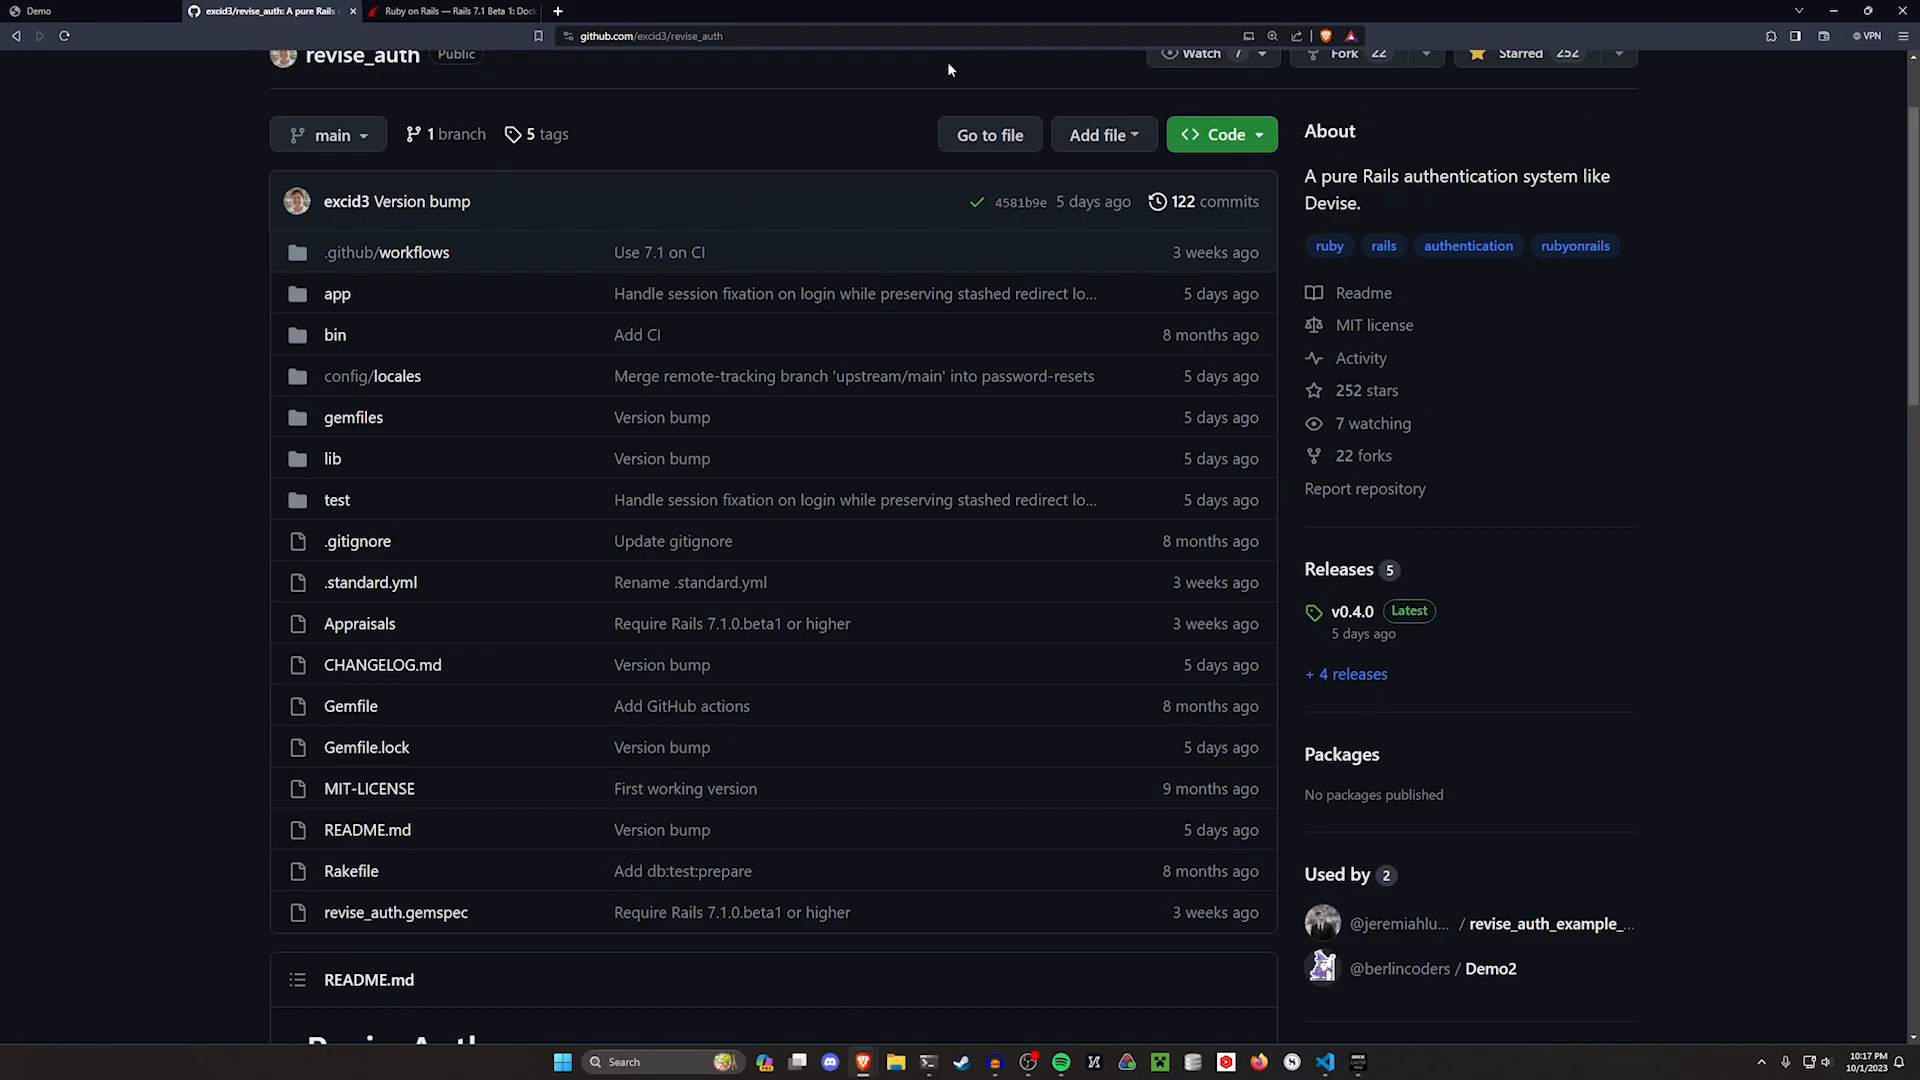 Demo
excid3/revise_auth: A pure Rails
Ruby on Rails — Rails 7.1 Beta 1: Doc
github.com/excid3/revise_auth
VPN
revise_auth Public
Watch 7
Fork 22
Starred 252
main
1 branch
5 tags
Go to file
Add file
Code
excid3 Version bump
4581b9e 5 days ago
122 commits
.github/workflows Use 7.1 on CI 3 weeks ago
app Handle session fixation on login while preserving stashed redirect lo... 5 days ago
bin Add CI 8 months ago
config/locales Merge remote-tracking branch 'upstream/main' into password-resets 5 days ago
gemfiles Version bump 5 days ago
lib Version bump 5 days ago
test Handle session fixation on login while preserving stashed redirect lo... 5 days ago
.gitignore Update gitignore 8 months ago
.standard.yml Rename .standard.yml 3 weeks ago
Appraisals Require Rails 7.1.0.beta1 or higher 3 weeks ago
CHANGELOG.md Version bump 5 days ago
Gemfile Add GitHub actions 8 months ago
Gemfile.lock Version bump 5 days ago
MIT-LICENSE First working version 9 months ago
README.md Version bump 5 days ago
Rakefile Add db:test:prepare 8 months ago
revise_auth.gemspec Require Rails 7.1.0.beta1 or higher 3 weeks ago
README.md
About
A pure Rails authentication system like
Devise.
ruby rails authentication rubyonrails
Readme
MIT license
Activity
252 stars
7 watching
22 forks
Report repository
Releases 5
v0.4.0 Latest
5 days ago
+ 4 releases
Packages
No packages published
Used by 2
@jeremiahlu... / revise_auth_example_...
@berlincoders / Demo2
Search
10:17 PM
10/1/2023